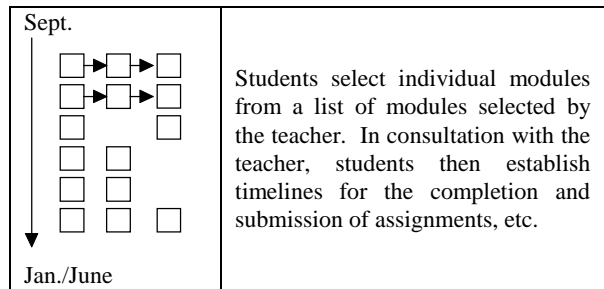 Sept.
Students select individual modules
from a list of modules selected by
the teacher. In consultation with the
teacher, students then establish
timelines for the completion and
submission of assignments, etc.
Jan./June